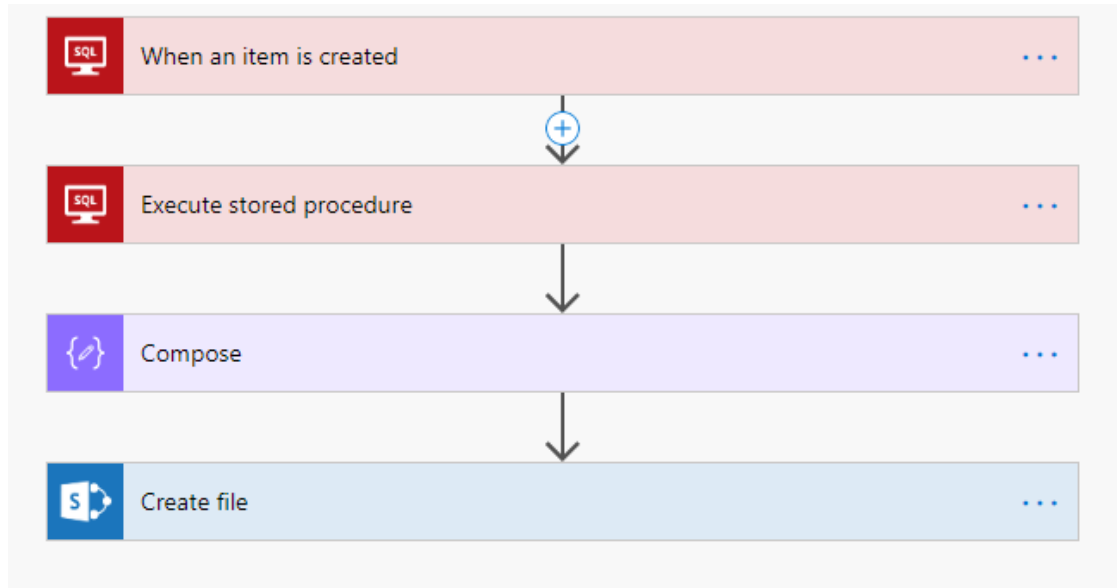 SQL
When an item is created
SQL
Execute stored procedure
Compose
S
Create file